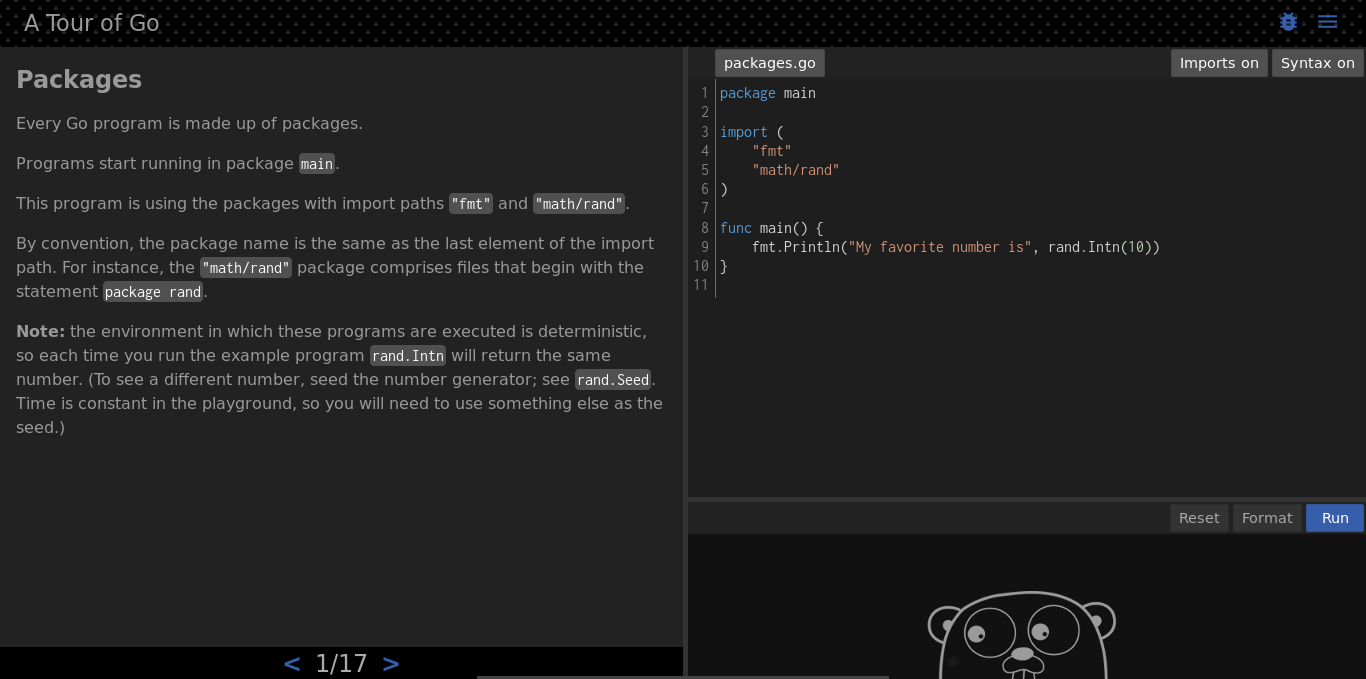 A Tour of Go
Packages
Every Go program is made up of packages.
Programs start running in package main.
This program is using the packages with import paths "fmt" and "math/rand".
By convention, the package name is the same as the last element of the import
path. For instance, the "math/rand" package comprises files that begin with the
statement package rand.
Note: the environment in which these programs are executed is deterministic,
so each time you run the example program rand.Intn will return the same
number. (To see a different number, seed the number generator; see rand.Seed.
Time is constant in the playground, so you will need to use something else as the
seed.)
< 1/17 >
packages.go Imports on Syntax on
1 package main
2
3 import (
4     "fmt"
5     "math/rand"
6 )
7
8 func main() {
9     fmt.Println("My favorite number is", rand.Intn(10))
10 }
11
Reset Format Run